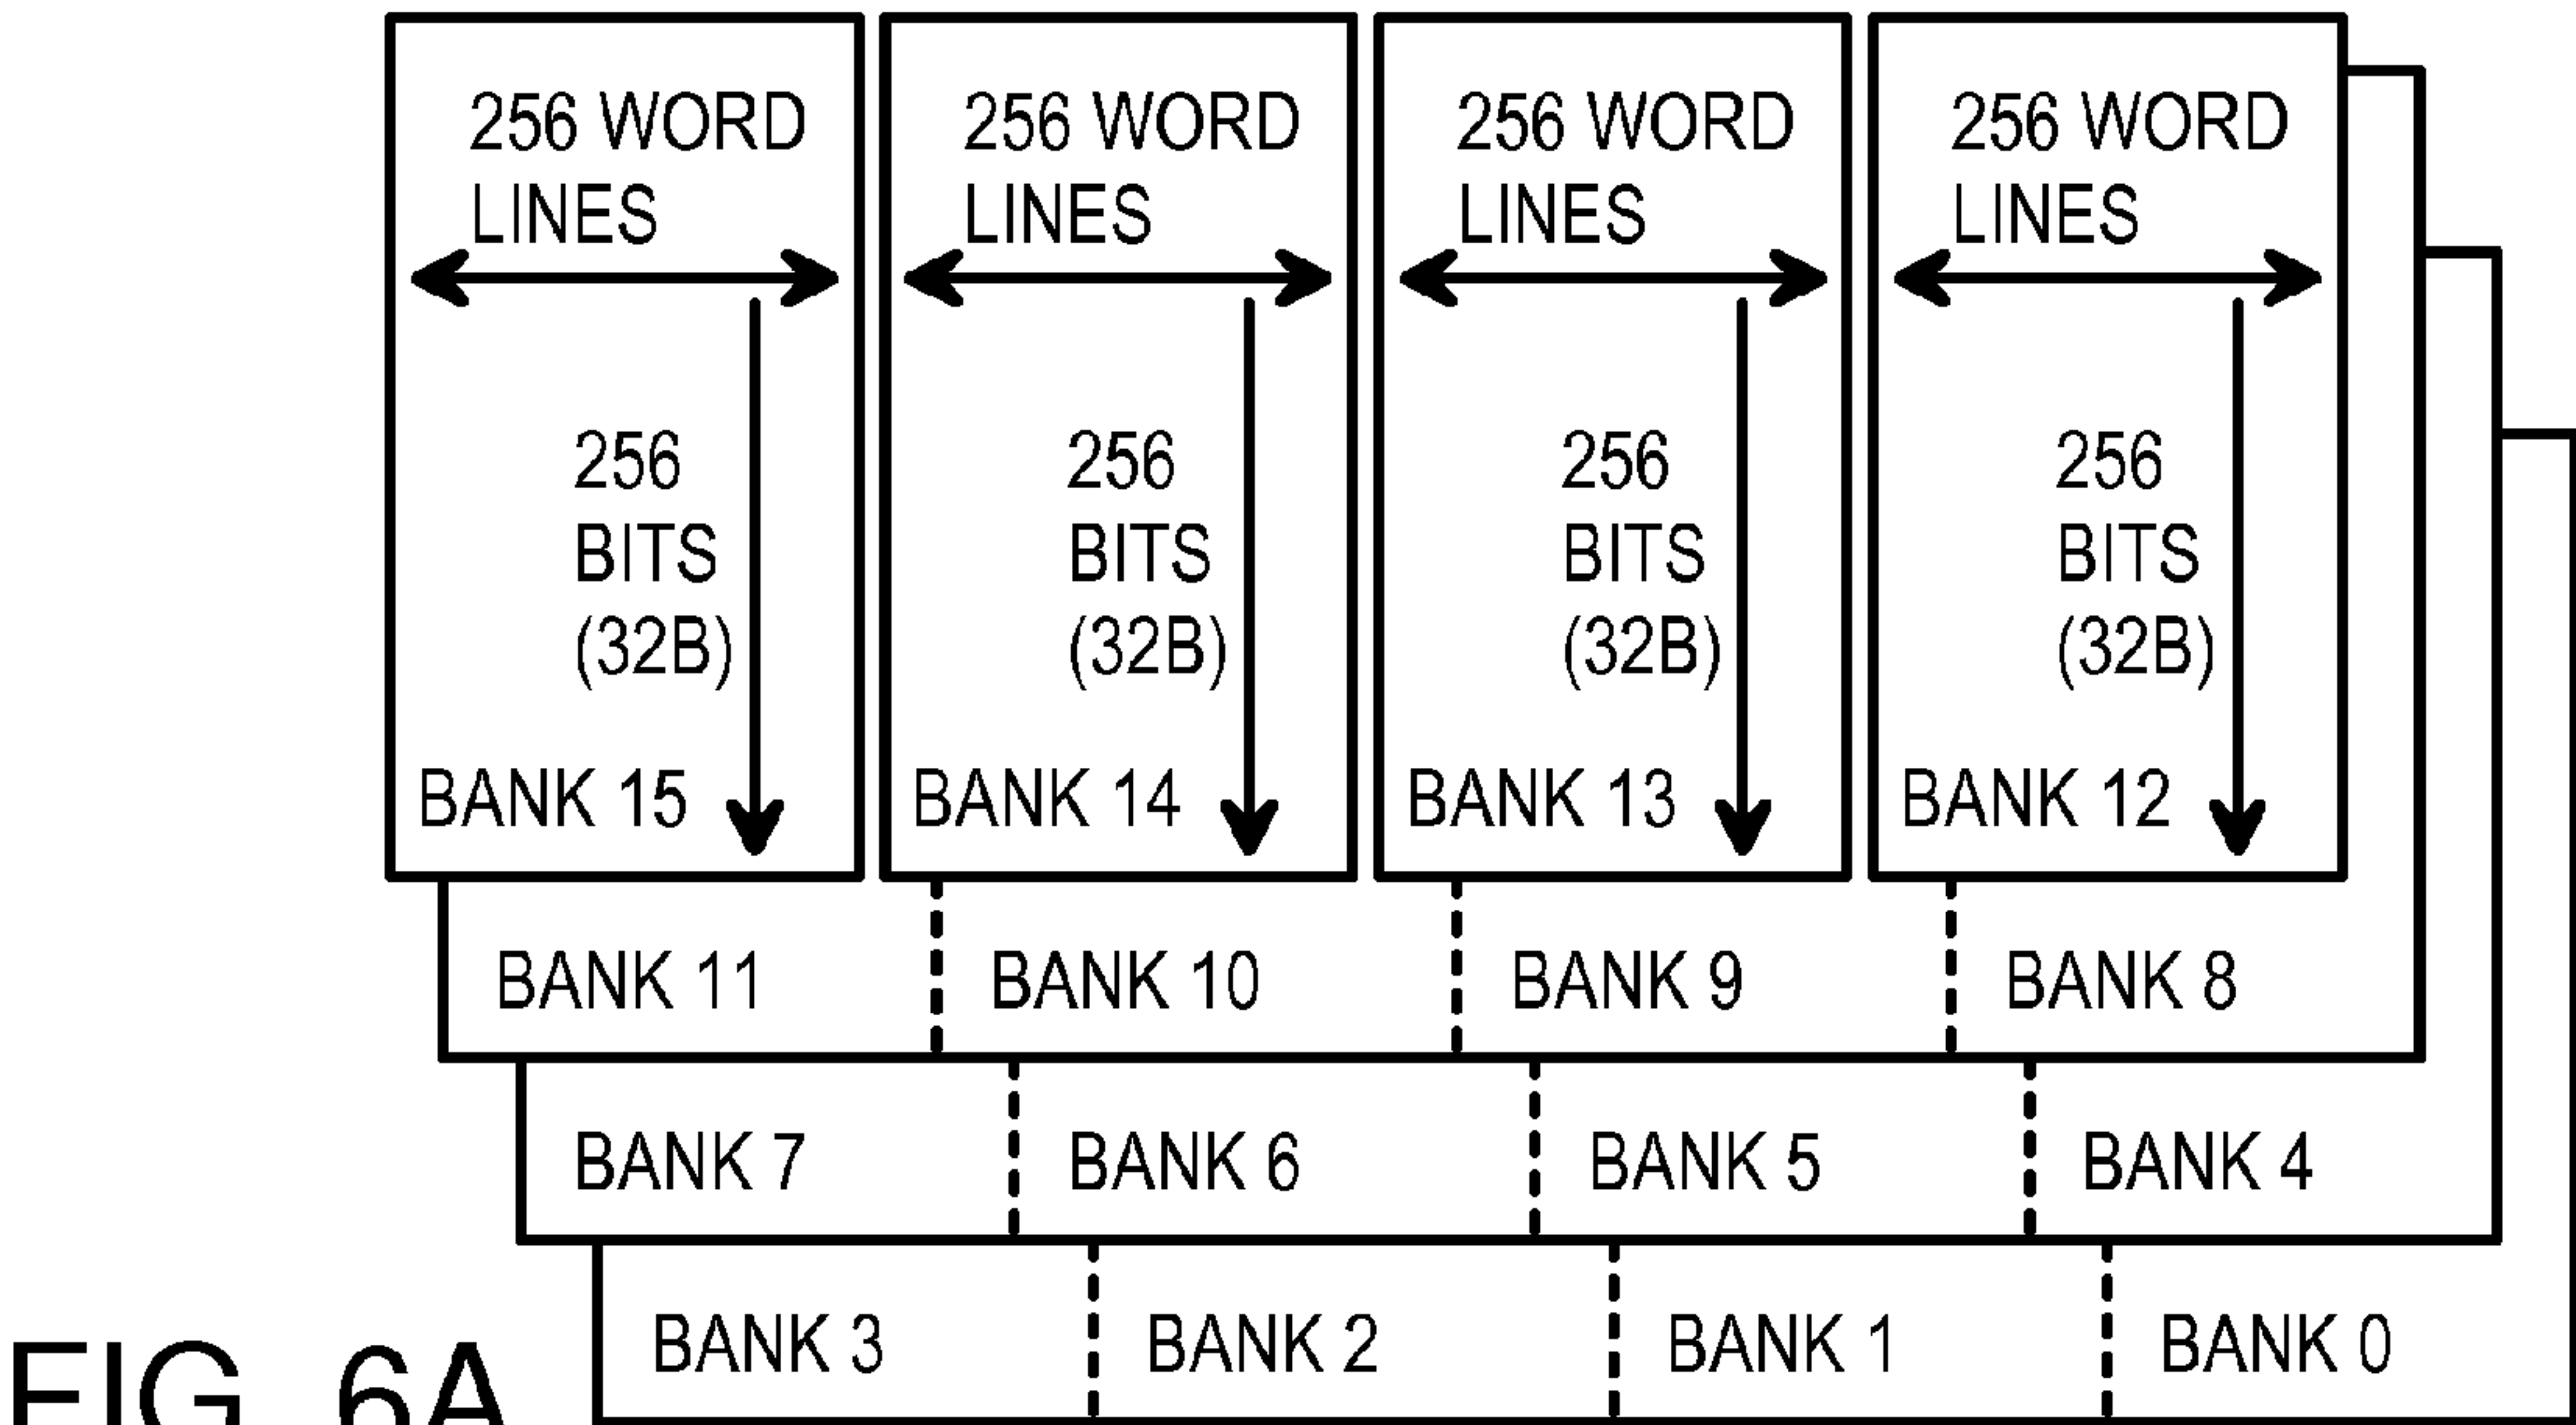 256 WORD LINES
256 WORD LINES
256 WORD LINES
256 WORD LINES
256 BITS (32B)
256 BITS (32B)
256 BITS (32B)
256 BITS (32B)
BANK 15
BANK 14
BANK 13
BANK 12
BANK 11
BANK 10
BANK 9
BANK 8
BANK 7
BANK 6
BANK 5
BANK 4
BANK 3
BANK 2
BANK 1
BANK 0
FIG. 6A